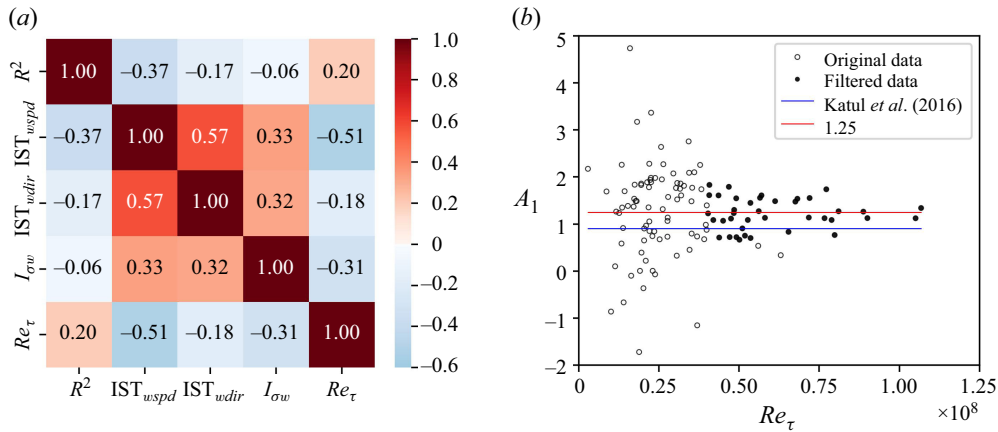 (a)
R²
1.00
−0.37
−0.17
−0.06
0.20
IST_wspd
−0.37
1.00
0.57
0.33
−0.51
IST_wdir
−0.17
0.57
1.00
0.32
−0.18
I_σw
−0.06
0.33
0.32
1.00
−0.31
Re_τ
0.20
−0.51
−0.18
−0.31
1.00
R²
IST_wspd
IST_wdir
I_σw
Re_τ
1.0
0.8
0.6
0.4
0.2
0
−0.2
−0.4
−0.6
(b)
5
4
3
2
1
0
−1
−2
A₁
Original data
Filtered data
Katul et al. (2016)
1.25
0
0.25
0.50
0.75
1.00
1.25
×10⁸
Re_τ